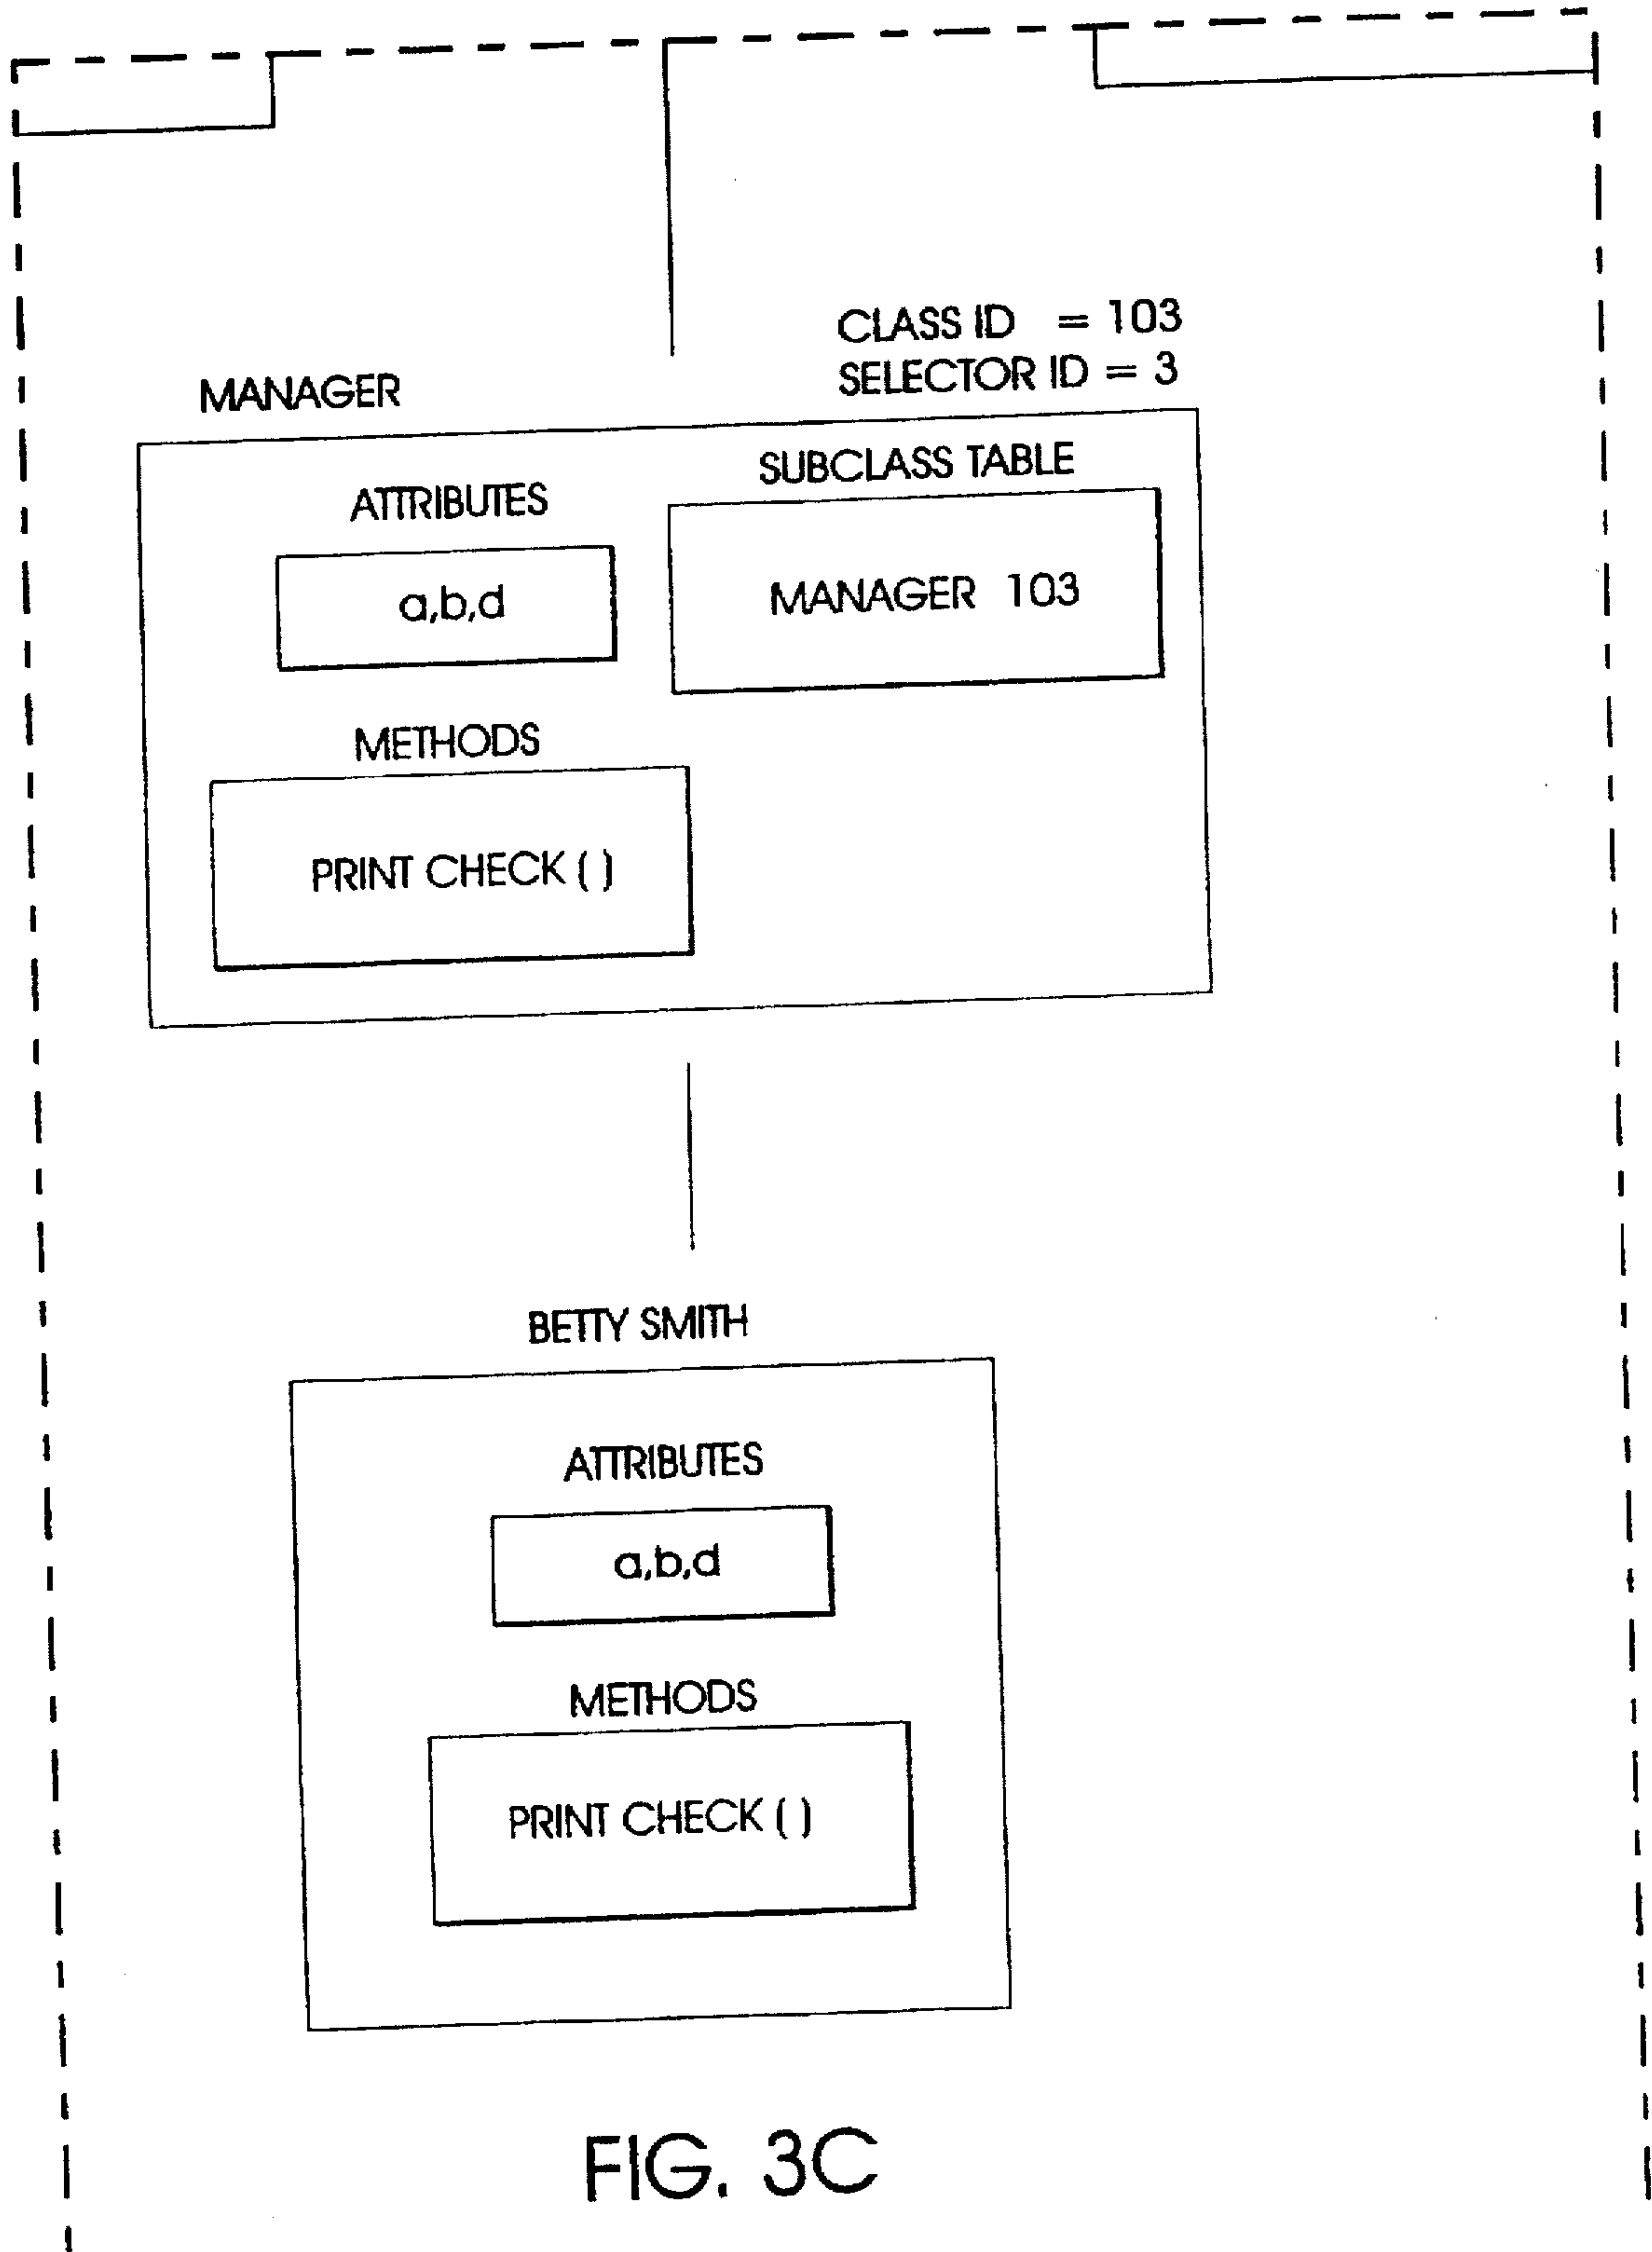 CLASS ID = 103
SELECTOR ID = 3
MANAGER
SUBCLASS TABLE
ATTRIBUTES
a,b,d
MANAGER 103
METHODS
PRINT CHECK ( )
BETTY SMITH
ATTRIBUTES
a,b,d
METHODS
PRINT CHECK ( )
FIG. 3C